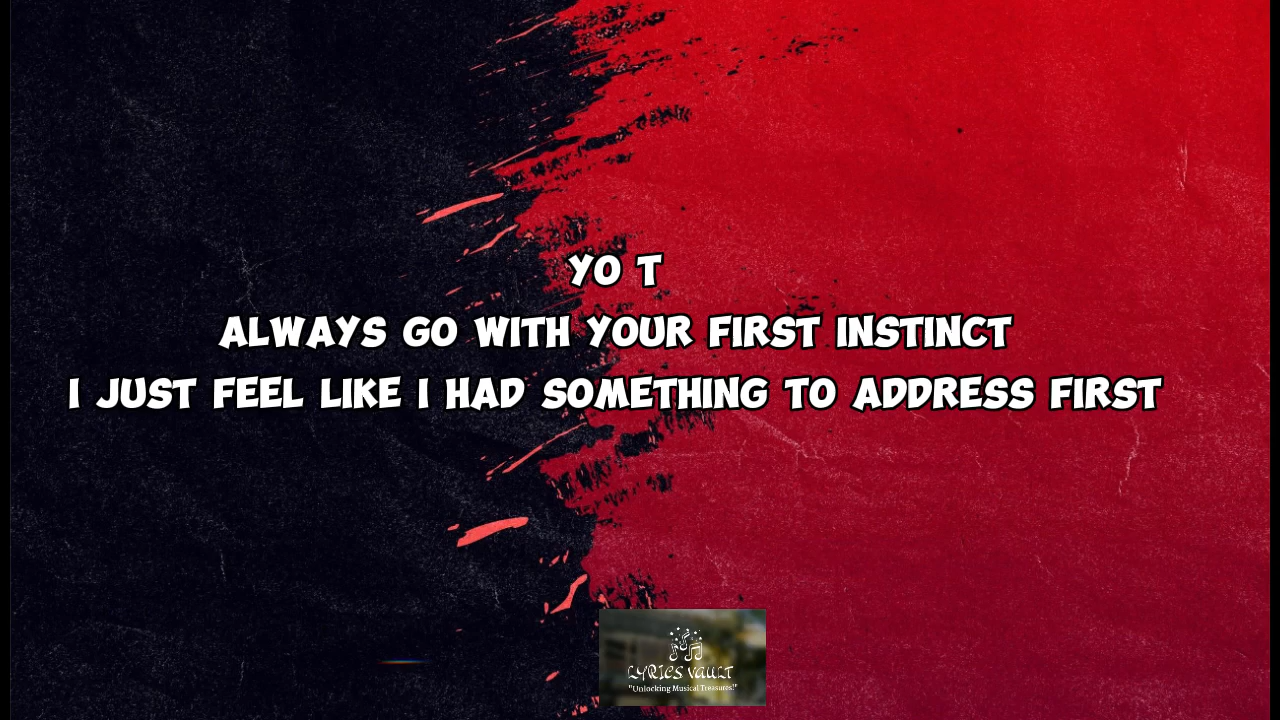 YO T
ALWAYS GO WITH YOUR FIRST INSTINCT
I JUST FEEL LIKE I HAD SOMETHING TO ADDRESS FIRST
LYRICS VAULT
"Unlocking Musical Treasures!"